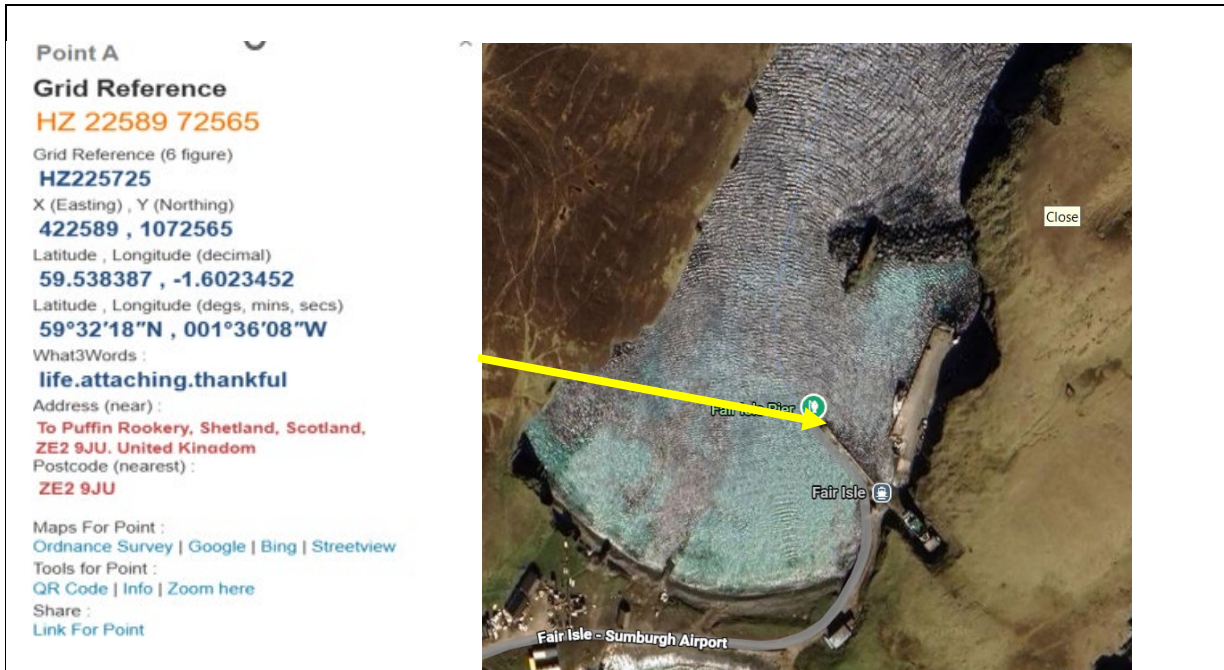 Point A
Grid Reference
HZ 22589 72565
Grid Reference (6 figure)
HZ225725
X (Easting) , Y (Northing)
422589 , 1072565
Latitude , Longitude (decimal)
59.538387 , -1.6023452
Latitude , Longitude (degs, mins, secs)
59°32′18″N , 001°36′08″W
What3Words :
life.attaching.thankful
Address (near) :
To Puffin Rookery, Shetland, Scotland,
ZE2 9JU. United Kingdom
Postcode (nearest) :
ZE2 9JU
Maps For Point :
Ordnance Survey | Google | Bing | Streetview
Tools for Point :
QR Code | Info | Zoom here
Share :
Link For Point
Close
Fair Isle Pier
Fair Isle
Fair Isle - Sumburgh Airport